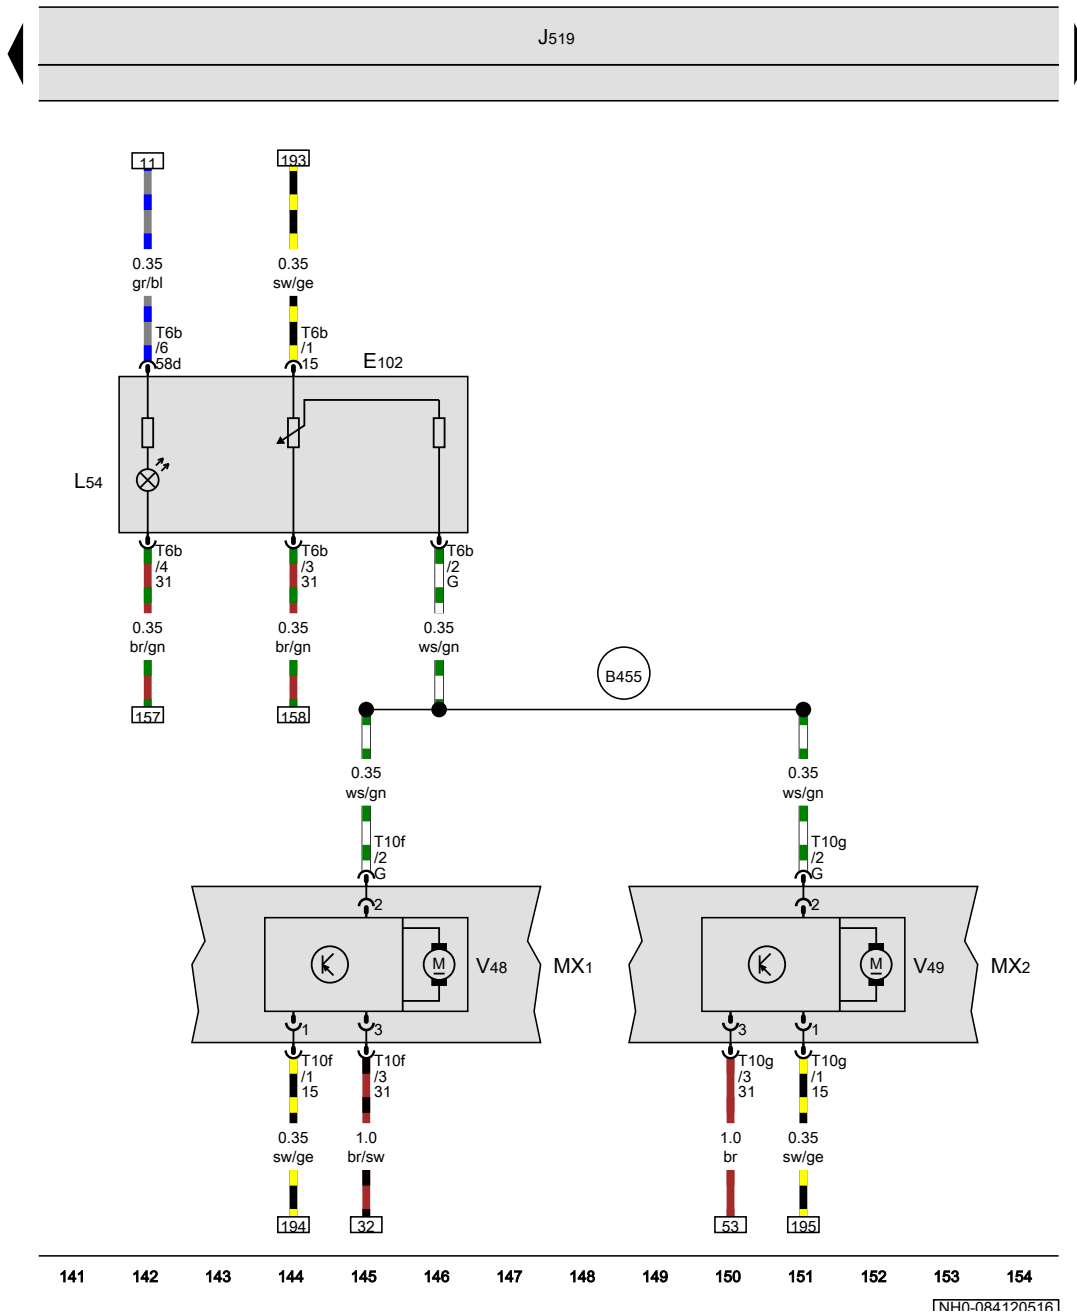 J519
11
193
0.35
gr/bl
0.35
sw/ge
T6b
/6
58d
T6b
/1
15
E102
L54
T6b
/4
31
T6b
/3
31
T6b
/2
G
0.35
br/gn
0.35
br/gn
0.35
ws/gn
B455
157
158
0.35
ws/gn
0.35
ws/gn
T10f
/2
G
T10g
/2
G
2
2
M
V48
MX1
M
V49
MX2
1
3
3
1
T10f
/1
15
T10f
/3
31
T10g
/3
31
T10g
/1
15
0.35
sw/ge
1.0
br/sw
1.0
br
0.35
sw/ge
194
32
53
195
141 142 143 144 145 146 147 148 149 150 151 152 153 154
NH0-084120516